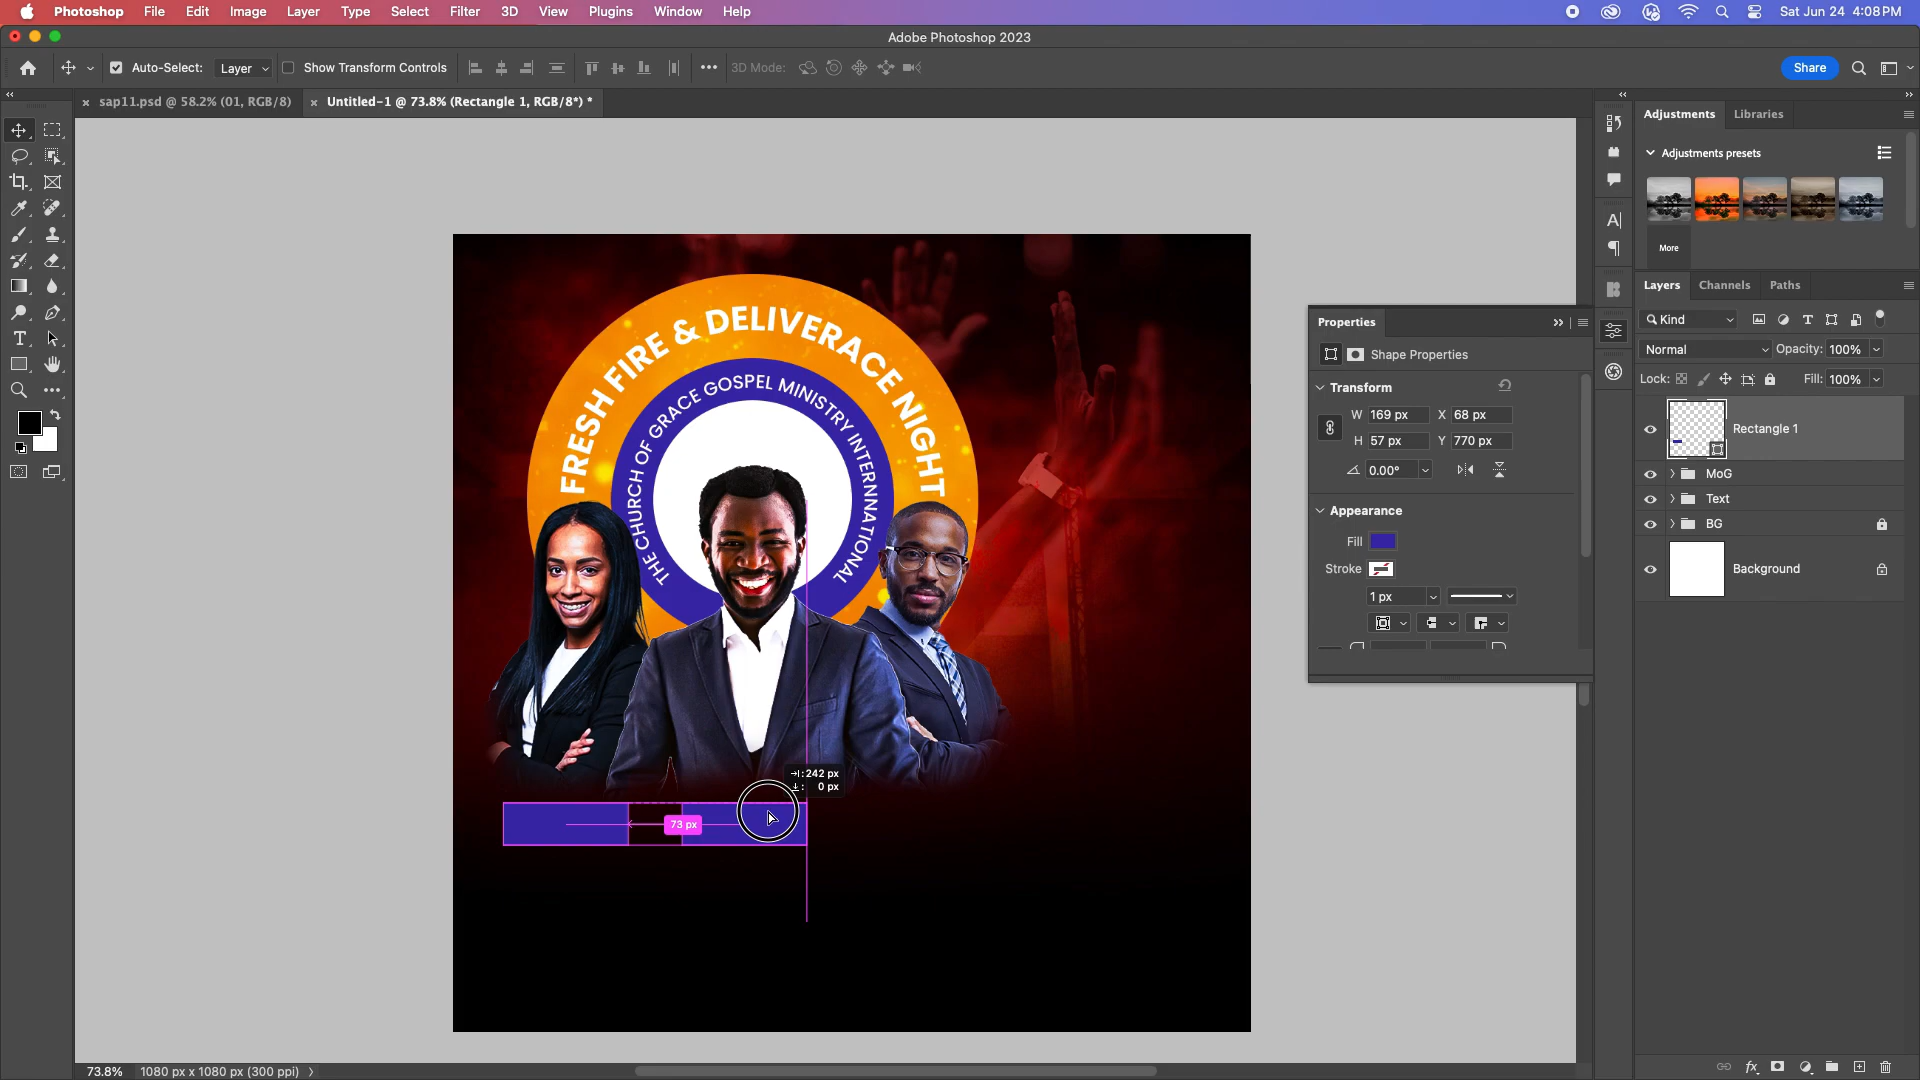 Photoshop File Edit Image Layer Type Select Filter 3D View Plugins Window Help Sat Jun 24 4:08 PM
Adobe Photoshop 2023
Auto-Select: Layer Show Transform Controls 3D Mode: Share
sap11.psd @ 58.2% (01, RGB/8) Untitled-1 @ 73.8% (Rectangle 1, RGB/8*) *
Adjustments Libraries
Adjustments presets
More
Layers Channels Paths
Kind
Normal Opacity: 100%
Lock: Fill: 100%
Rectangle 1
MoG
Text
BG
Background
Properties
Shape Properties
Transform
W 169 px X 68 px
H 57 px Y 770 px
0.00°
Appearance
Fill
Stroke
1 px
FRESH FIRE & DELIVERACE NIGHT
THE CHURCH OF GRACE GOSPEL MINISTRY INTERNNATIONAL
242 px
0 px
73 px
73.8% 1080 px x 1080 px (300 ppi)